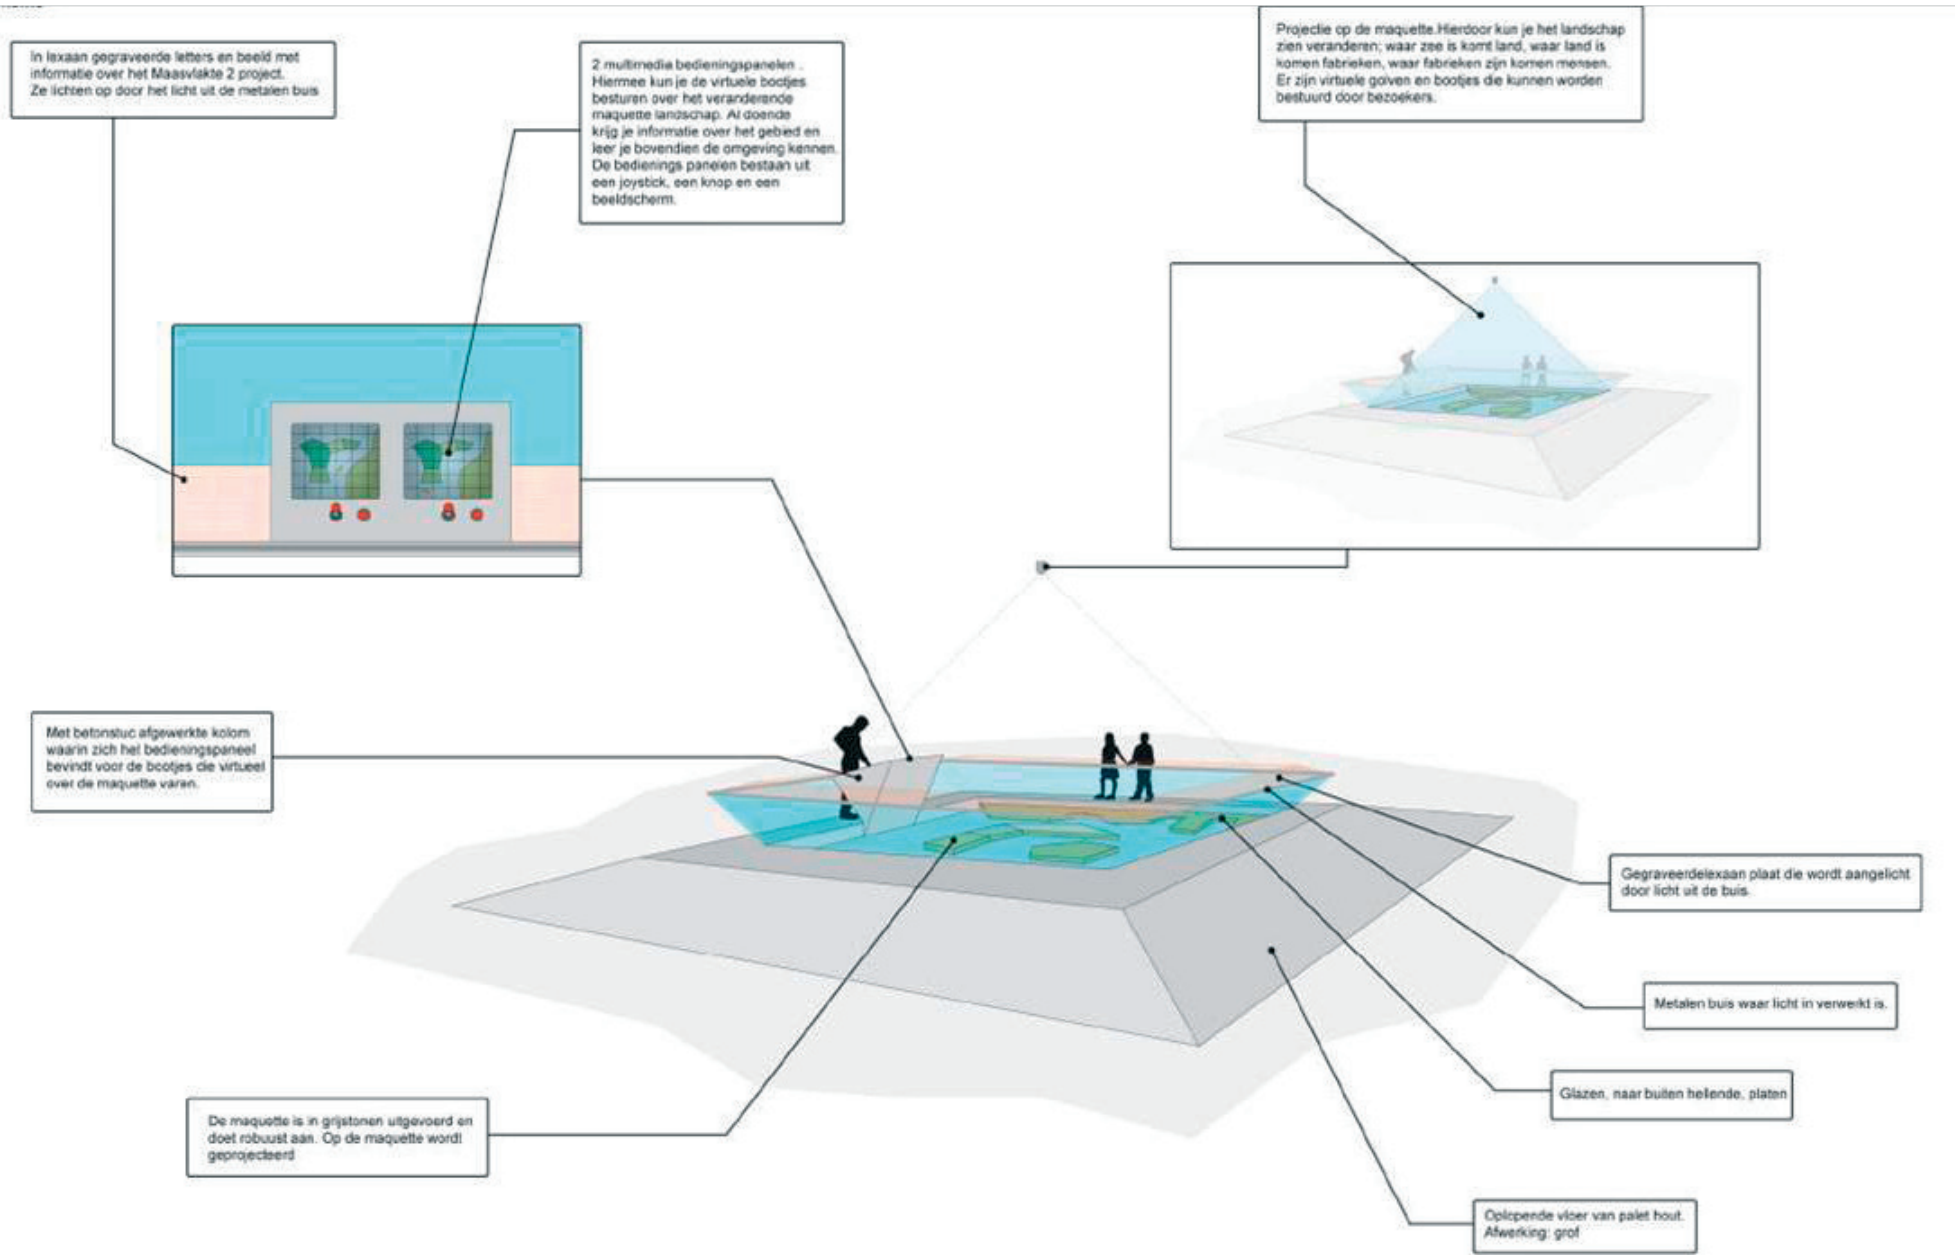 In lexaan gegraveerde letters en beeld met
informatie over het Maasvlakte 2 project.
Ze lichten op door het licht uit de metalen buis
2 multimedia bedieningspanelen .
Hiermee kun je de virtuele bootjes
besturen over het veranderende
maquette landschap. Al doende
krijg je informatie over het gebied en
leer je bovendien de omgeving kennen.
De bedienings panelen bestaan uit
een joystick, een knop en een
beeldscherm.
Projectie op de maquette.Hierdoor kun je het landschap
zien veranderen; waar zee is komt land, waar land is
komen fabrieken, waar fabrieken zijn komen mensen.
Er zijn virtuele golven en bootjes die kunnen worden
bestuurd door bezoekers.
Met betonstuc afgewerkte kolom
waarin zich het bedieningspaneel
bevindt voor de bootjes die virtueel
over de maquette varen.
Gegraveerdelexaan plaat die wordt aangelicht
door licht uit de buis.
Metalen buis waar licht in verwerkt is.
Glazen, naar buiten hellende, platen
De maquette is in grijstonen uitgevoerd en
doet robuust aan. Op de maquette wordt
geprojecteerd
Oplopende vloer van palet hout.
Afwerking: grof